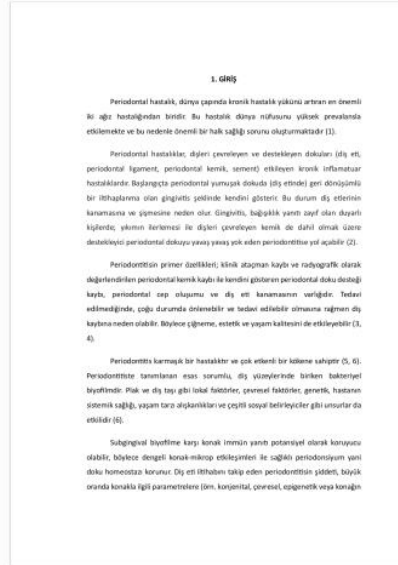 1. GİRİŞ
Periodontal hastalık, dünya çapında kronik hastalık yükünü artıran en önemli
iki ağız hastalığından biridir. Bu hastalık dünya nüfusunu yüksek prevalansla
etkilemekte ve bu nedenle önemli bir halk sağlığı sorunu oluşturmaktadır (1).
Periodontal hastalıklar, dişleri çevreleyen ve destekleyen dokuları (diş eti,
periodontal ligament, periodontal kemik, sement) etkileyen kronik inflamatuar
hastalıklardır. Başlangıçta periodontal yumuşak dokuda (diş etinde) geri dönüşümlü
bir iltihaplanma olan gingivitis şeklinde kendini gösterir. Bu durum diş etlerinin
kanamasına ve şişmesine neden olur. Gingivitis, bağışıklık yanıtı zayıf olan duyarlı
kişilerde; yıkımın ilerlemesi ile dişleri çevreleyen kemik de dahil olmak üzere
destekleyici periodontal dokuyu yavaş yavaş yok eden periodontitise yol açabilir (2).
Periodontitisin primer özellikleri; klinik ataçman kaybı ve radyografik olarak
değerlendirilen periodontal kemik kaybı ile kendini gösteren periodontal doku desteği
kaybı, periodontal cep oluşumu ve diş eti kanamasının varlığıdır. Tedavi
edilmediğinde, çoğu durumda önlenebilir ve tedavi edilebilir olmasına rağmen diş
kaybına neden olabilir. Böylece çiğneme, estetik ve yaşam kalitesini de etkileyebilir (3,
4).
Periodontitis karmaşık bir hastalıktır ve çok etkenli bir kökene sahiptir (5, 6).
Periodontitiste tanımlanan esas sorumlu, diş yüzeylerinde biriken bakteriyel
biyofilmdir. Plak ve diş taşı gibi lokal faktörler, çevresel faktörler, genetik, hastanın
sistemik sağlığı, yaşam tarzı alışkanlıkları ve çeşitli sosyal belirleyiciler gibi unsurlar da
etkilidir (6).
Subgingival biyofilme karşı konak immün yanıtı potansiyel olarak koruyucu
olabilir, böylece dengeli konak-mikrop etkileşimleri ile sağlıklı periodonsiyum yani
doku homeostazı korunur. Diş eti iltihabını takip eden periodontitisin şiddeti, büyük
oranda konakla ilgili parametrelere (örn. konjenital, çevresel, epigenetik veya konağın